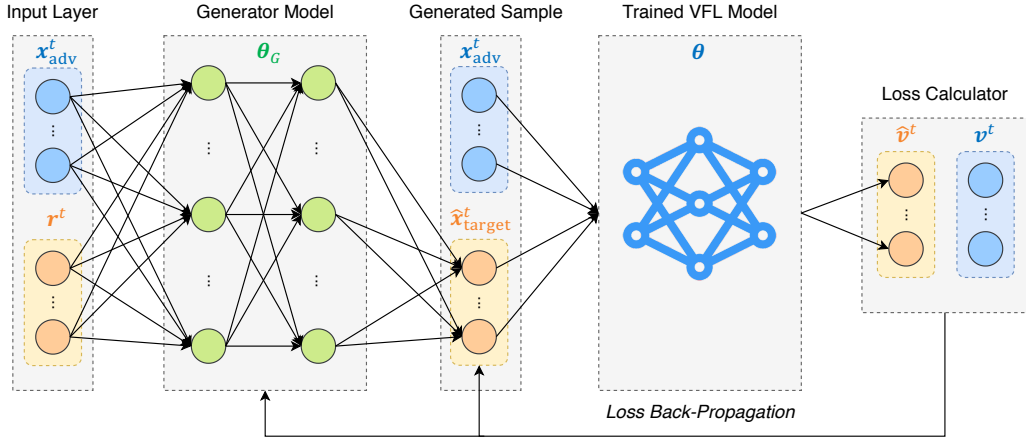 Input Layer
Generator Model
Generated Sample
Trained VFL Model
Loss Calculator
x^t_adv
...
r^t
...
θ_G
...
...
...
...
x^t_adv
...
x̂^t_target
...
θ
v̂^t
...
v^t
...
Loss Back-Propagation